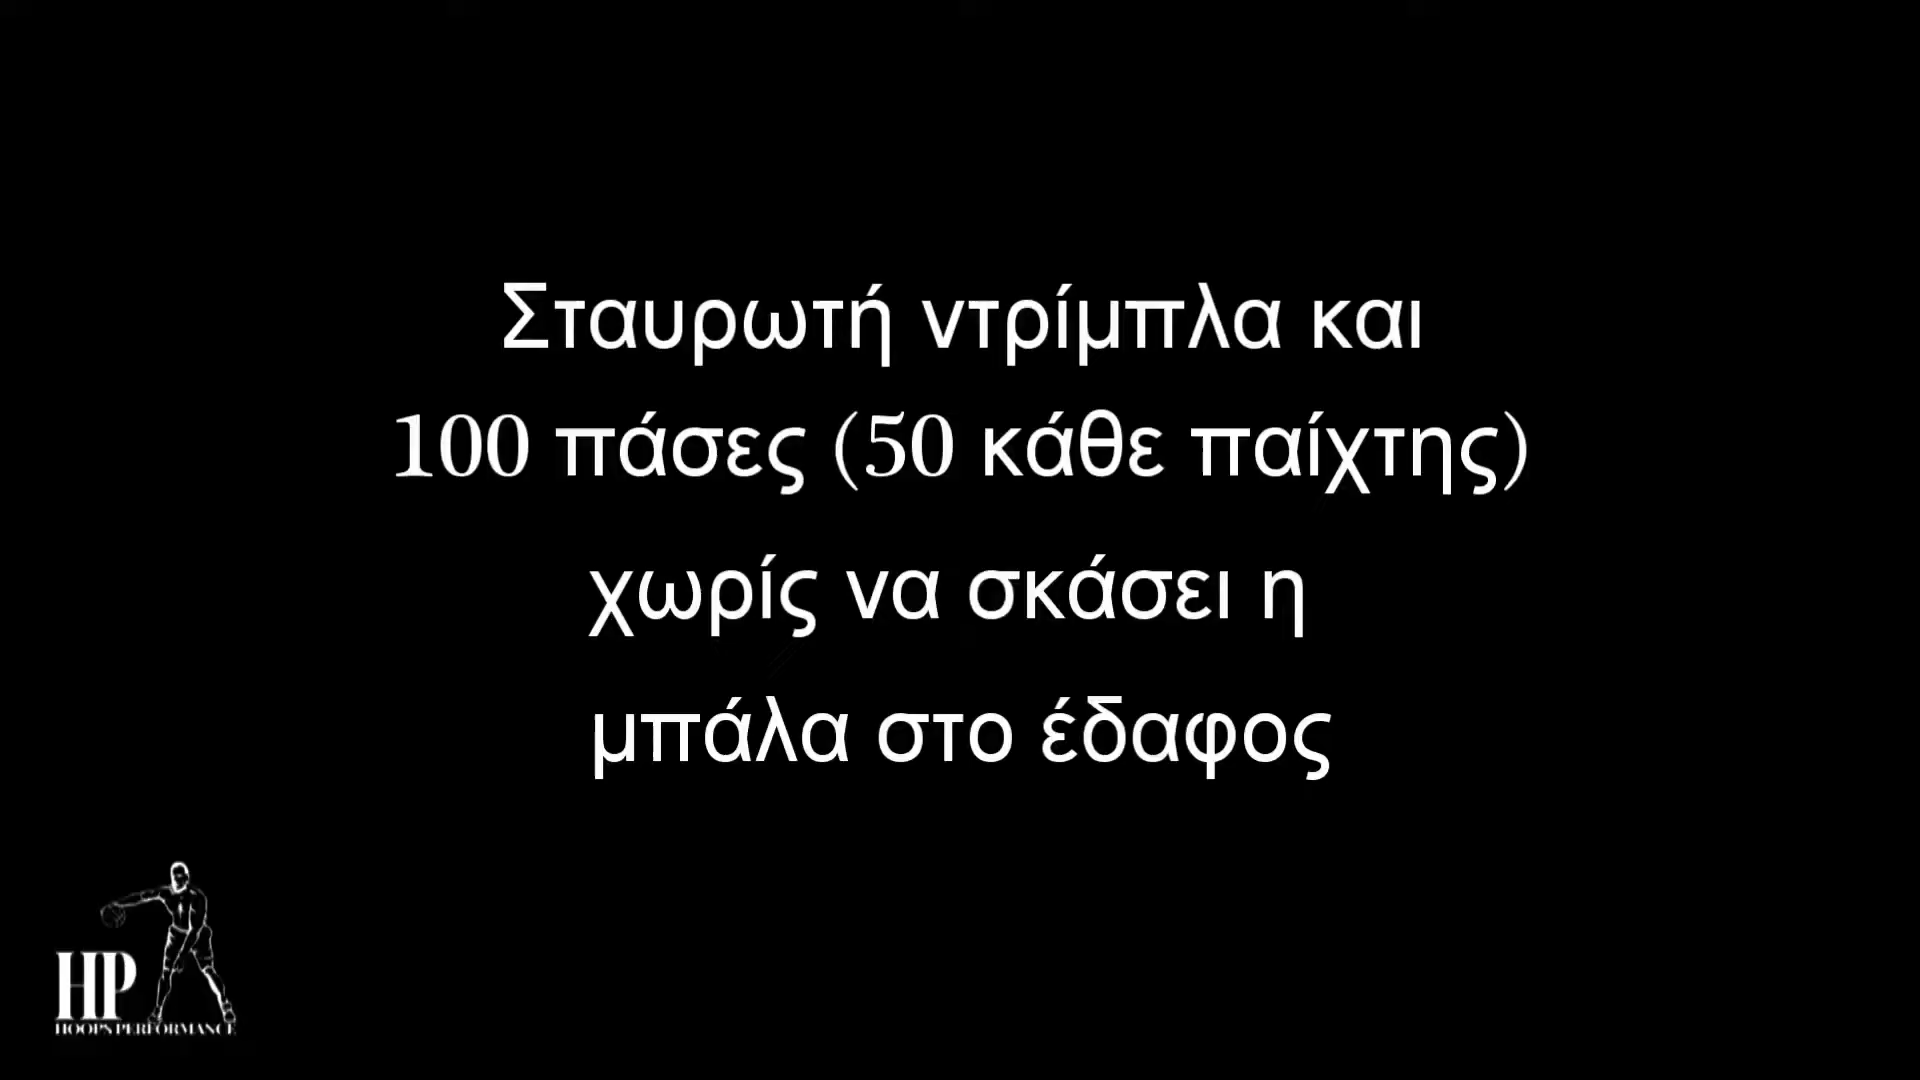 Σταυρωτή ντρίμπλα και
100 πάσες (50 κάθε παίχτης)
χωρίς να σκάσει η
μπάλα στο έδαφος
HP
HOOPS PERFORMANCE